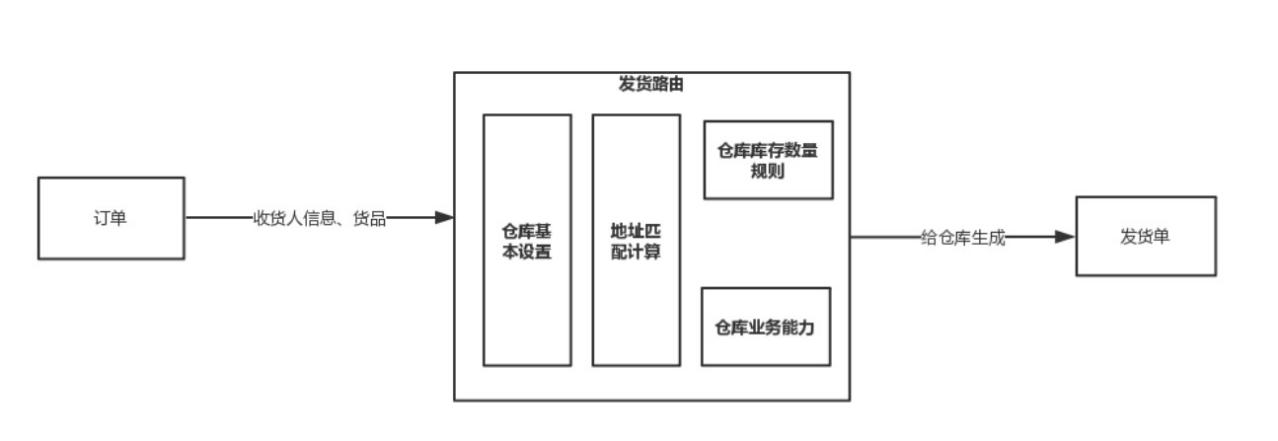 发货路由
订单
收货人信息、货品
仓库基
本设置
地址匹
配计算
仓库库存数量
规则
仓库业务能力
给仓库生成
发货单